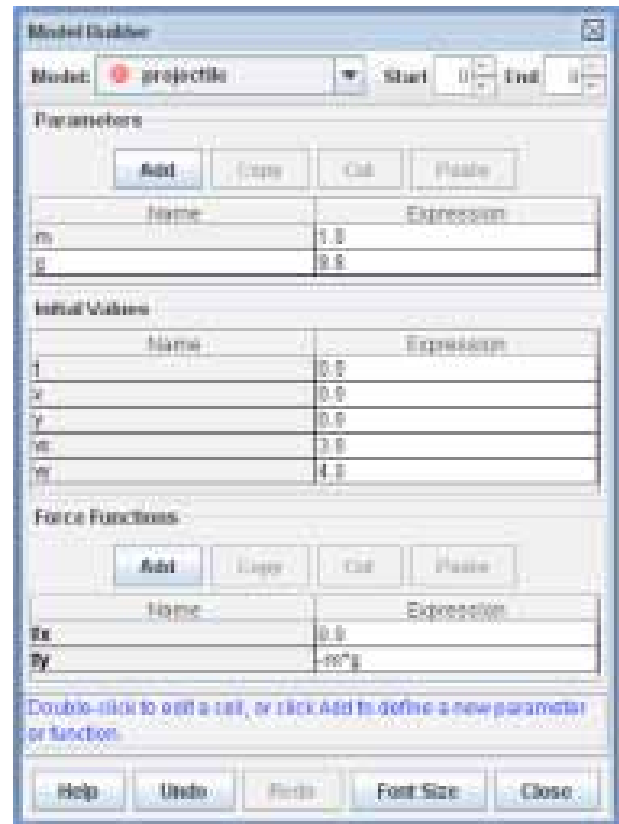 Model Builder
Model: projectile Start 0 End 0
Parameters
Add Copy Cut Paste
Name Expression
m 1.0
g 9.8
Initial Values
Name Expression
t 0.0
x 0.0
y 0.0
vx 3.0
vy 4.0
Force Functions
Add Copy Cut Paste
Name Expression
fx 0.0
fy -m*g
Double-click to edit a cell, or click Add to define a new parameter
or function.
Help Undo Redo Font Size Close